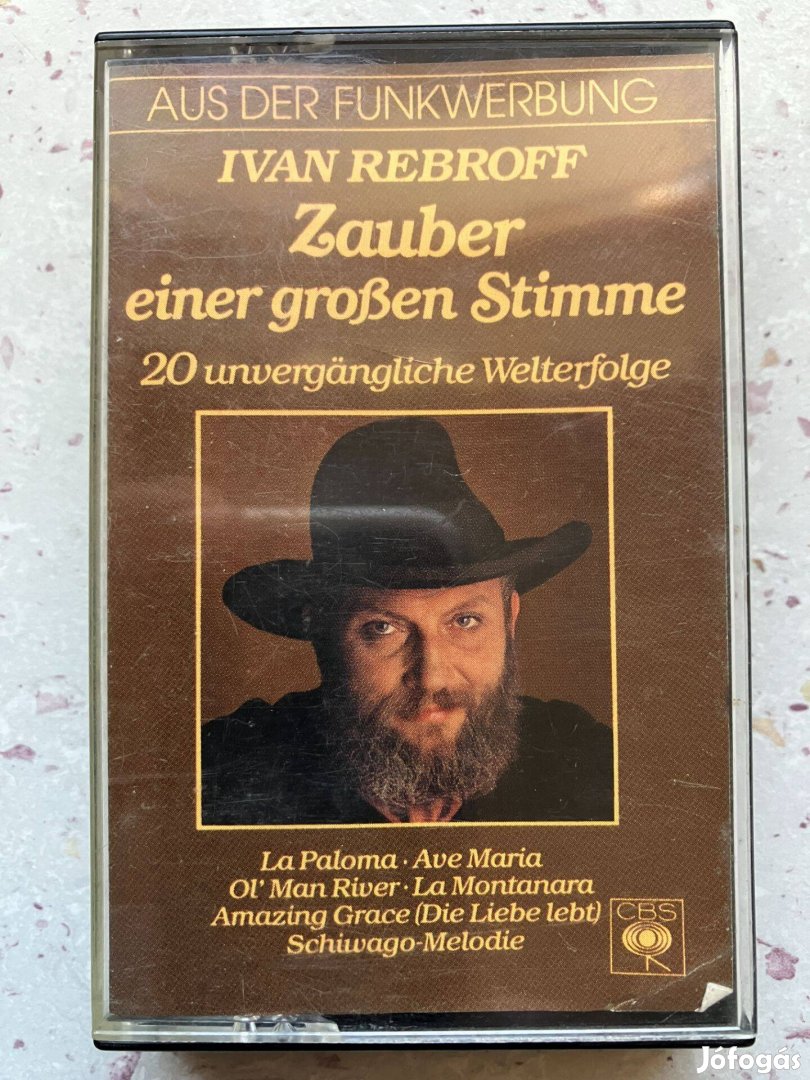 AUS DER FUNKWERBUNG
IVAN REBROFF
Zauber
einer großen Stimme
20 unvergängliche Welterfolge
La Paloma · Ave Maria
Ol' Man River · La Montanara
Amazing Grace (Die Liebe lebt)
Schiwago-Melodie
CBS
Jófogás